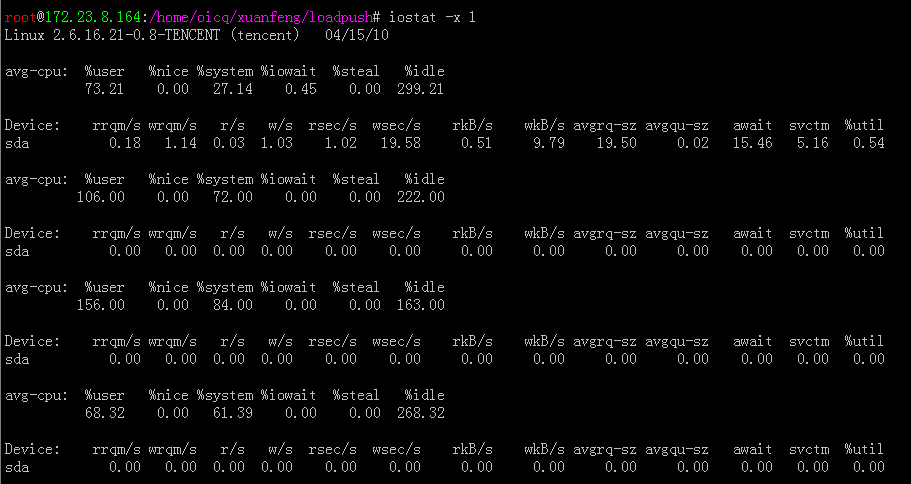 root@172.23.8.164:/home/oicq/xuanfeng/loadpush# iostat -x 1
Linux 2.6.16.21-0.8-TENCENT (tencent)   04/15/10
avg-cpu:  %user   %nice %system %iowait  %steal   %idle
73.21    0.00   27.14    0.45    0.00  299.21
Device:    rrqm/s wrqm/s   r/s   w/s  rsec/s  wsec/s    rkB/s    wkB/s avgrq-sz avgqu-sz   await  svctm  %util
sda          0.18   1.14  0.03  1.03    1.02   19.58     0.51     9.79    19.50     0.02   15.46   5.16   0.54
avg-cpu:  %user   %nice %system %iowait  %steal   %idle
106.00    0.00   72.00    0.00    0.00  222.00
Device:    rrqm/s wrqm/s   r/s   w/s  rsec/s  wsec/s    rkB/s    wkB/s avgrq-sz avgqu-sz   await  svctm  %util
sda          0.00   0.00  0.00  0.00    0.00    0.00     0.00     0.00     0.00     0.00    0.00   0.00   0.00
avg-cpu:  %user   %nice %system %iowait  %steal   %idle
156.00    0.00   84.00    0.00    0.00  163.00
Device:    rrqm/s wrqm/s   r/s   w/s  rsec/s  wsec/s    rkB/s    wkB/s avgrq-sz avgqu-sz   await  svctm  %util
sda          0.00   0.00  0.00  0.00    0.00    0.00     0.00     0.00     0.00     0.00    0.00   0.00   0.00
avg-cpu:  %user   %nice %system %iowait  %steal   %idle
68.32    0.00   61.39    0.00    0.00  268.32
Device:    rrqm/s wrqm/s   r/s   w/s  rsec/s  wsec/s    rkB/s    wkB/s avgrq-sz avgqu-sz   await  svctm  %util
sda          0.00   0.00  0.00  0.00    0.00    0.00     0.00     0.00     0.00     0.00    0.00   0.00   0.00